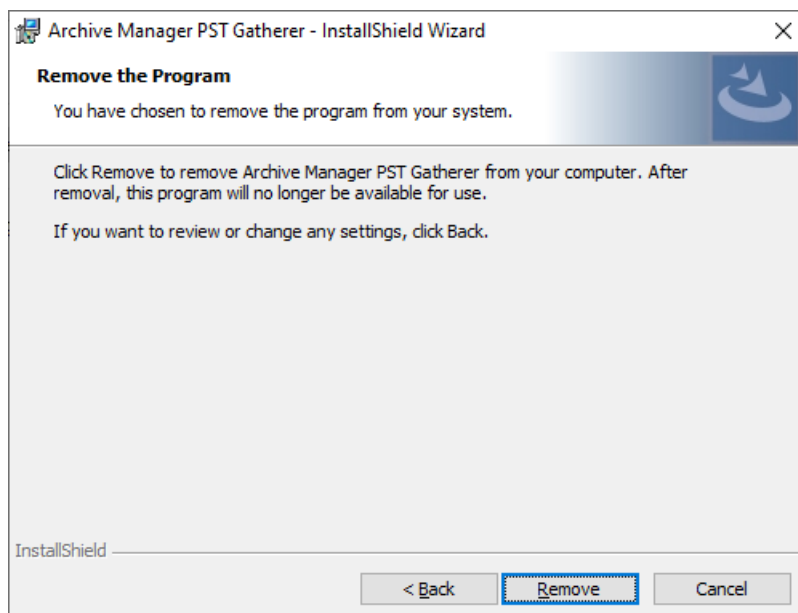 Archive Manager PST Gatherer - InstallShield Wizard
Remove the Program
You have chosen to remove the program from your system.
Click Remove to remove Archive Manager PST Gatherer from your computer. After
removal, this program will no longer be available for use.
If you want to review or change any settings, click Back.
InstallShield
< Back
Remove
Cancel